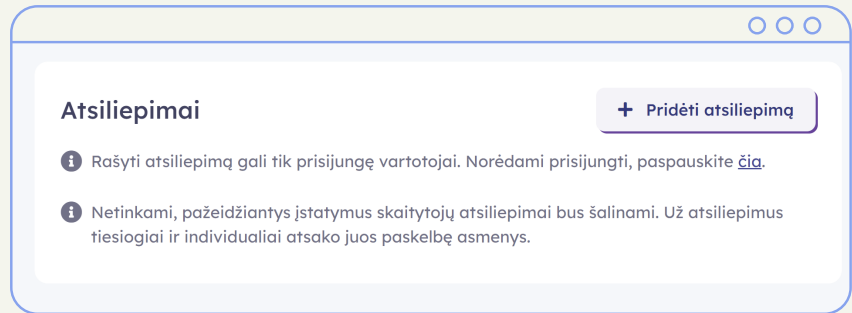 Atsiliepimai
Pridėti atsiliepimą
Rašyti atsiliepimą gali tik prisijungę vartotojai. Norėdami prisijungti, paspauskite čia.
Netinkami, pažeidžiantys įstatymus skaitytojų atsiliepimai bus šalinami. Už atsiliepimus
tiesiogiai ir individualiai atsako juos paskelbę asmenys.